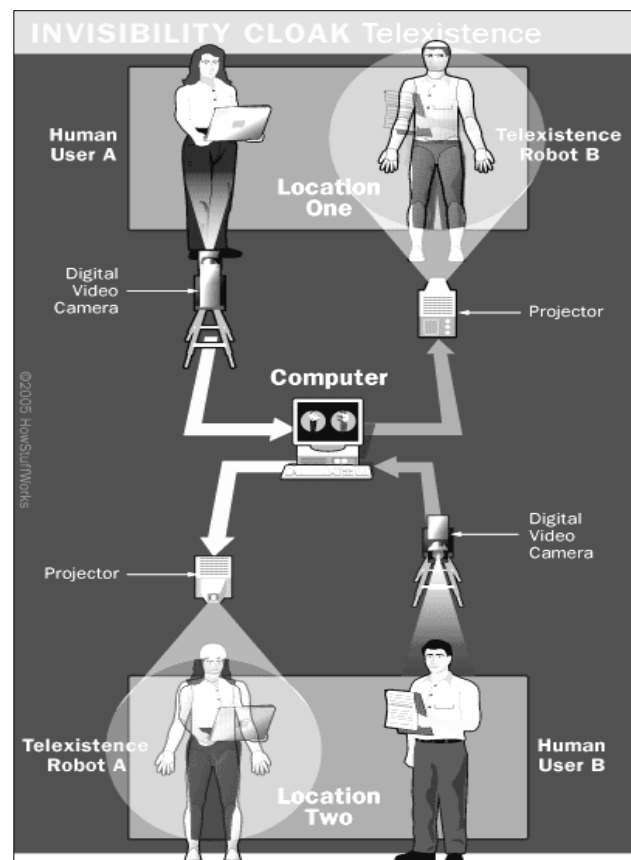 INVISIBILITY CLOAK Telexistence
Human
User A
Telexistence
Robot B
Location
One
Digital
Video
Camera
Projector
Computer
©2005 HowStuffWorks
Digital
Video
Camera
Projector
Telexistence
Robot A
Human
User B
Location
Two